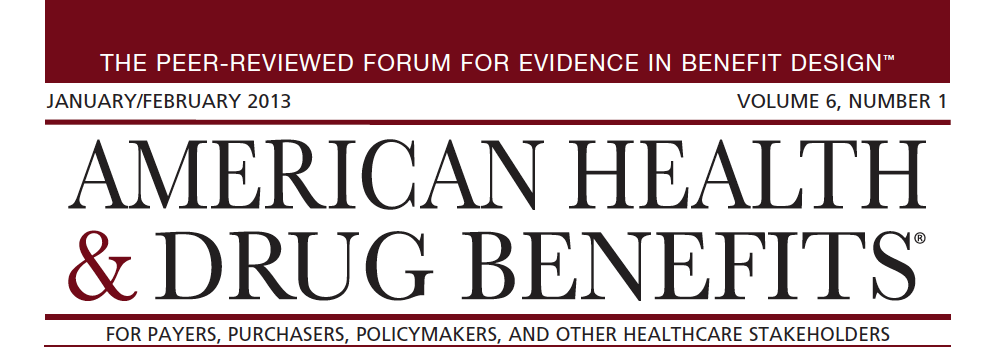 THE PEER-REVIEWED FORUM FOR EVIDENCE IN BENEFIT DESIGN™
JANUARY/FEBRUARY 2013 VOLUME 6, NUMBER 1
AMERICAN HEALTH
& DRUG BENEFITS®
FOR PAYERS, PURCHASERS, POLICYMAKERS, AND OTHER HEALTHCARE STAKEHOLDERS